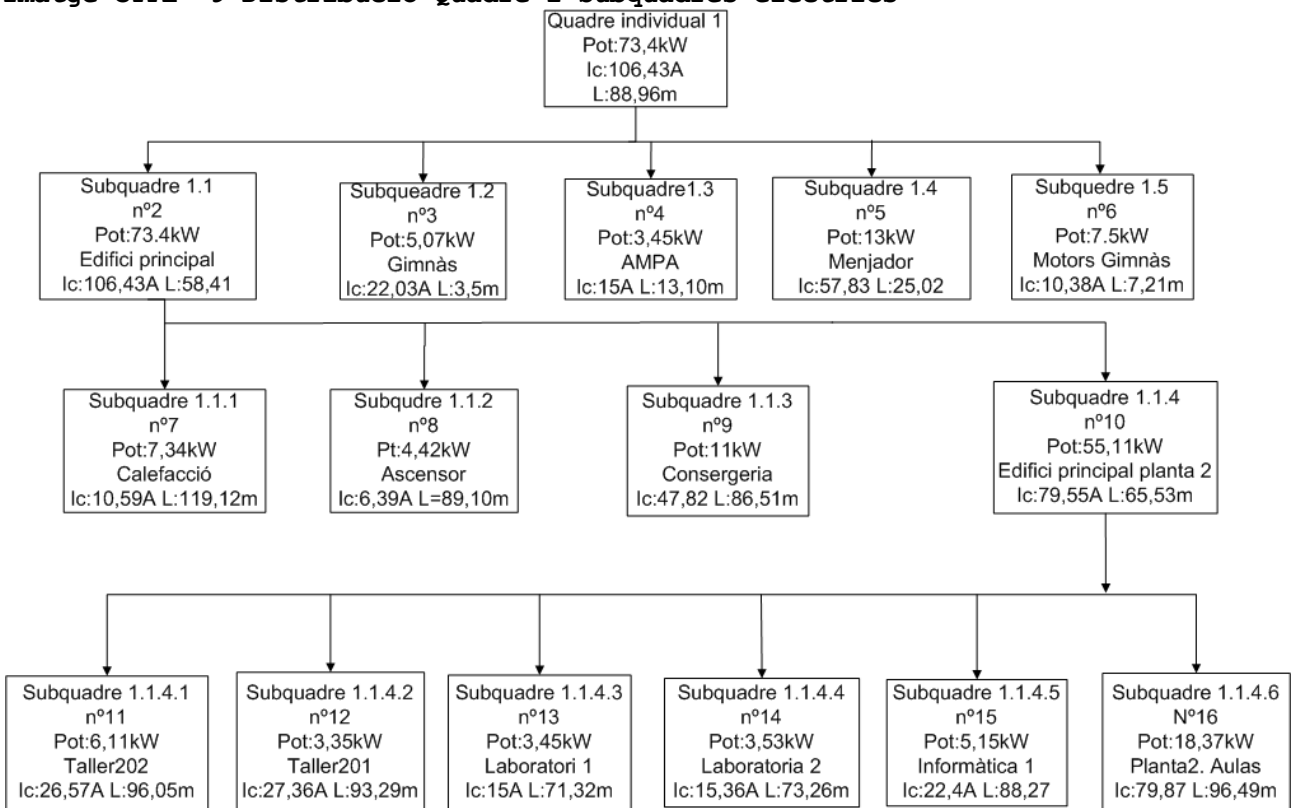 Imatge 3.7.2- 9 Distribució Quadre i Subquadres elèctrics
Quadre individual 1
Pot:73,4kW
Ic:106,43A
L:88,96m
Subquadre 1.1
nº2
Pot:73.4kW
Edifici principal
Ic:106,43A L:58,41
Subqueadre 1.2
nº3
Pot:5,07kW
Gimnàs
Ic:22,03A L:3,5m
Subquadre1.3
nº4
Pot:3,45kW
AMPA
Ic:15A L:13,10m
Subquadre 1.4
nº5
Pot:13kW
Menjador
Ic:57,83 L:25,02
Subquedre 1.5
nº6
Pot:7.5kW
Motors Gimnàs
Ic:10,38A L:7,21m
Subquadre 1.1.1
nº7
Pot:7,34kW
Calefacció
Ic:10,59A L:119,12m
Subqudre 1.1.2
nº8
Pt:4,42kW
Ascensor
Ic:6,39A L=89,10m
Subquadre 1.1.3
nº9
Pot:11kW
Consergeria
Ic:47,82 L:86,51m
Subquadre 1.1.4
nº10
Pot:55,11kW
Edifici principal planta 2
Ic:79,55A L:65,53m
Subquadre 1.1.4.1
nº11
Pot:6,11kW
Taller202
Ic:26,57A L:96,05m
Subquadre 1.1.4.2
nº12
Pot:3,35kW
Taller201
Ic:27,36A L:93,29m
Subquadre 1.1.4.3
nº13
Pot:3,45kW
Laboratori 1
Ic:15A L:71,32m
Subquadre 1.1.4.4
nº14
Pot:3,53kW
Laboratoria 2
Ic:15,36A L:73,26m
Subquadre 1.1.4.5
nº15
Pot:5,15kW
Informàtica 1
Ic:22,4A L:88,27
Subquadre 1.1.4.6
Nº16
Pot:18,37kW
Planta2. Aulas
Ic:79,87A L:96,49m